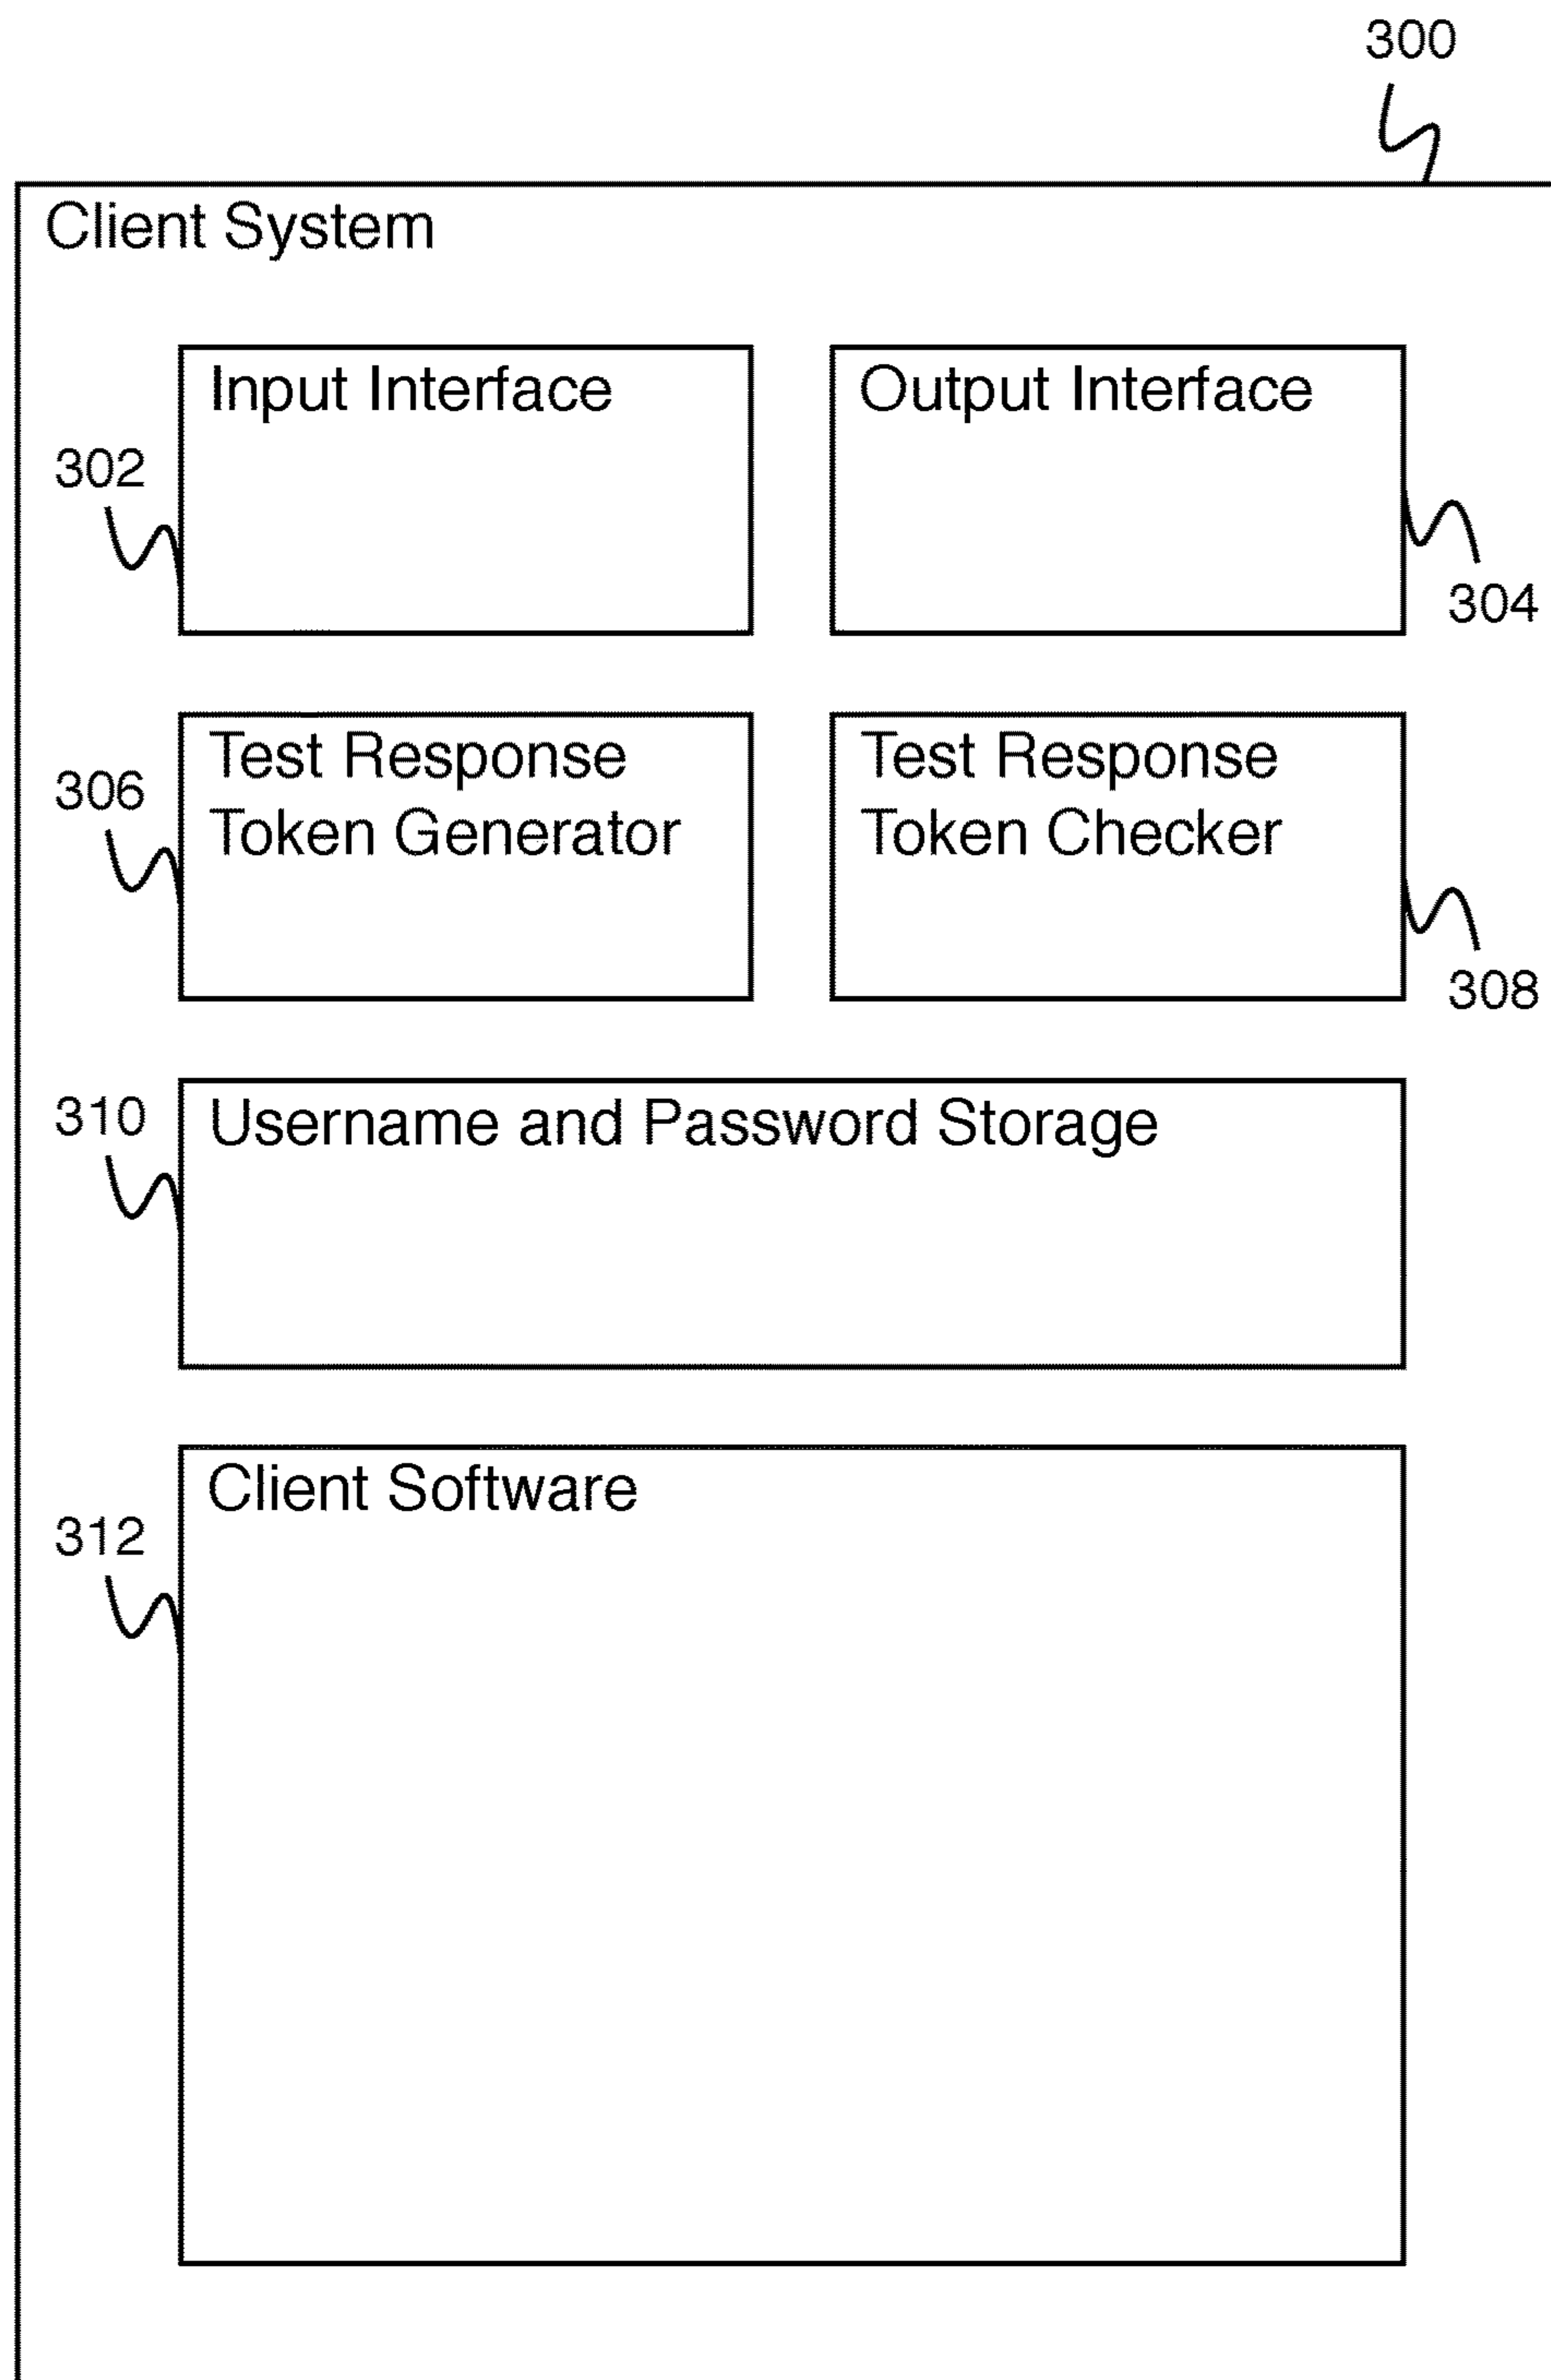 300
Client System
Input Interface
Output Interface
302
304
Test Response
Token Generator
Test Response
Token Checker
306
308
310
Username and Password Storage
Client Software
312